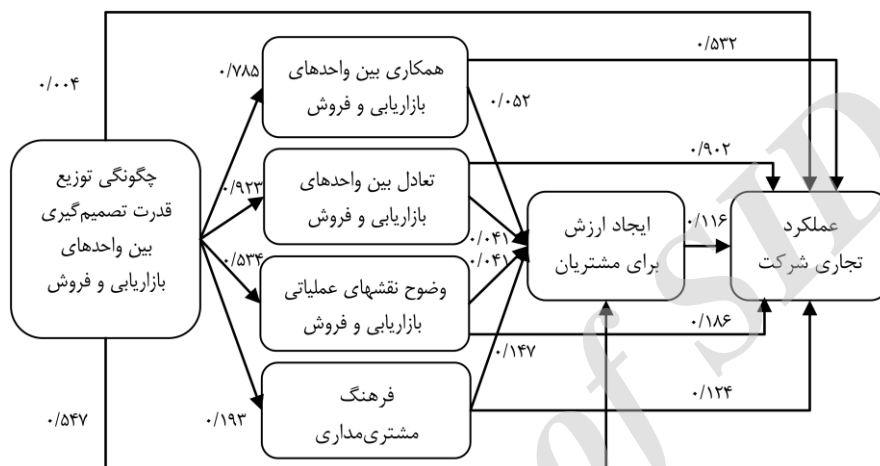 ۰/۵۳۲
۰/۰۰۴
۰/۷۸۵
همکاری بین واحدهای
بازاریابی و فروش
۰/۰۵۲
۰/۹۰۲
چگونگی توزیع
قدرت تصمیم‌گیری
بین واحدهای
بازاریابی و فروش
۰/۹۲۳
تعادل بین واحدهای
بازاریابی و فروش
۰/۰۴۱
ایجاد ارزش
برای مشتریان
۰/۱۱۶
عملکرد
تجاری شرکت
۰/۵۳۴
وضوح نقشهای عملیاتی
بازاریابی و فروش
۰/۰۴۱
۰/۱۸۶
۰/۱۴۷
فرهنگ
مشتری‌مداری
۰/۱۲۴
۰/۱۹۳
۰/۵۴۷
of SID